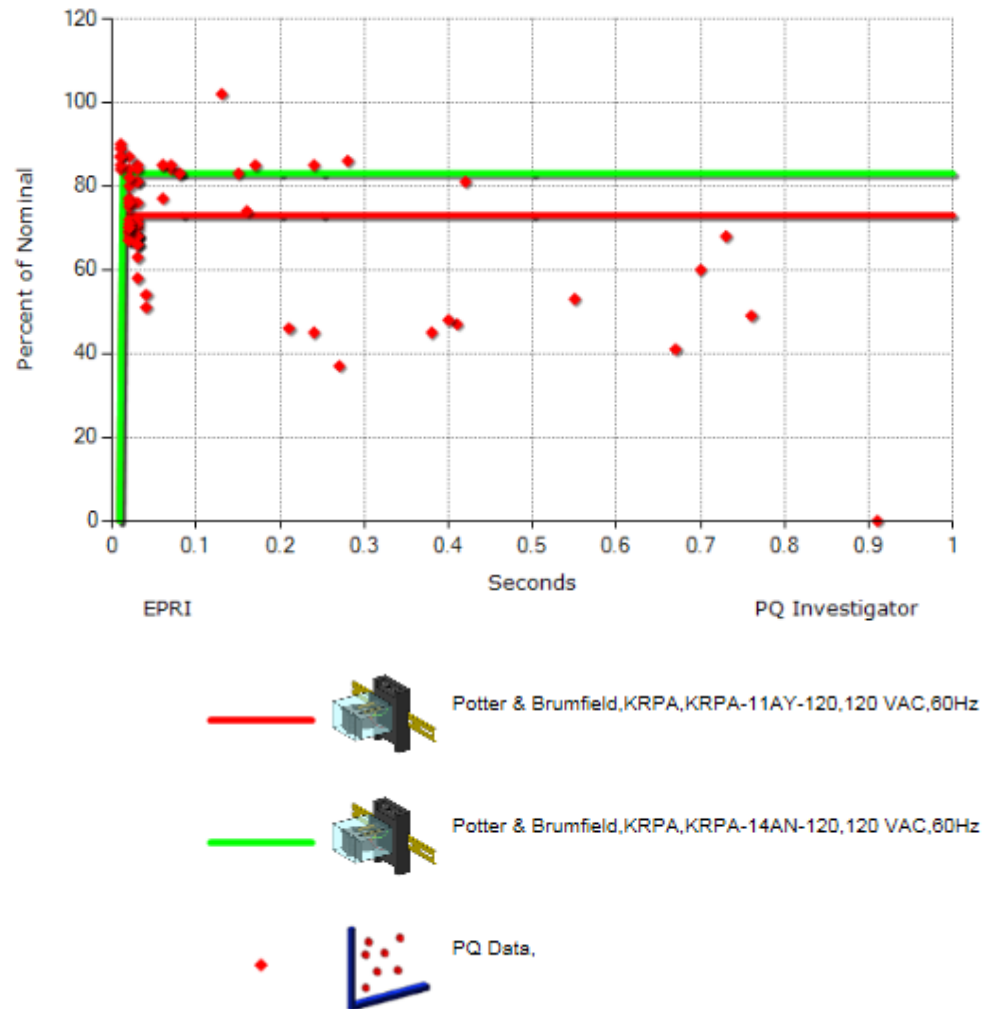 120
100
80
60
40
20
0
Percent of Nominal
0 0.1 0.2 0.3 0.4 0.5 0.6 0.7 0.8 0.9 1
Seconds
EPRI PQ Investigator
Potter & Brumfield,KRPA,KRPA-11AY-120,120 VAC,60Hz
Potter & Brumfield,KRPA,KRPA-14AN-120,120 VAC,60Hz
PQ Data,